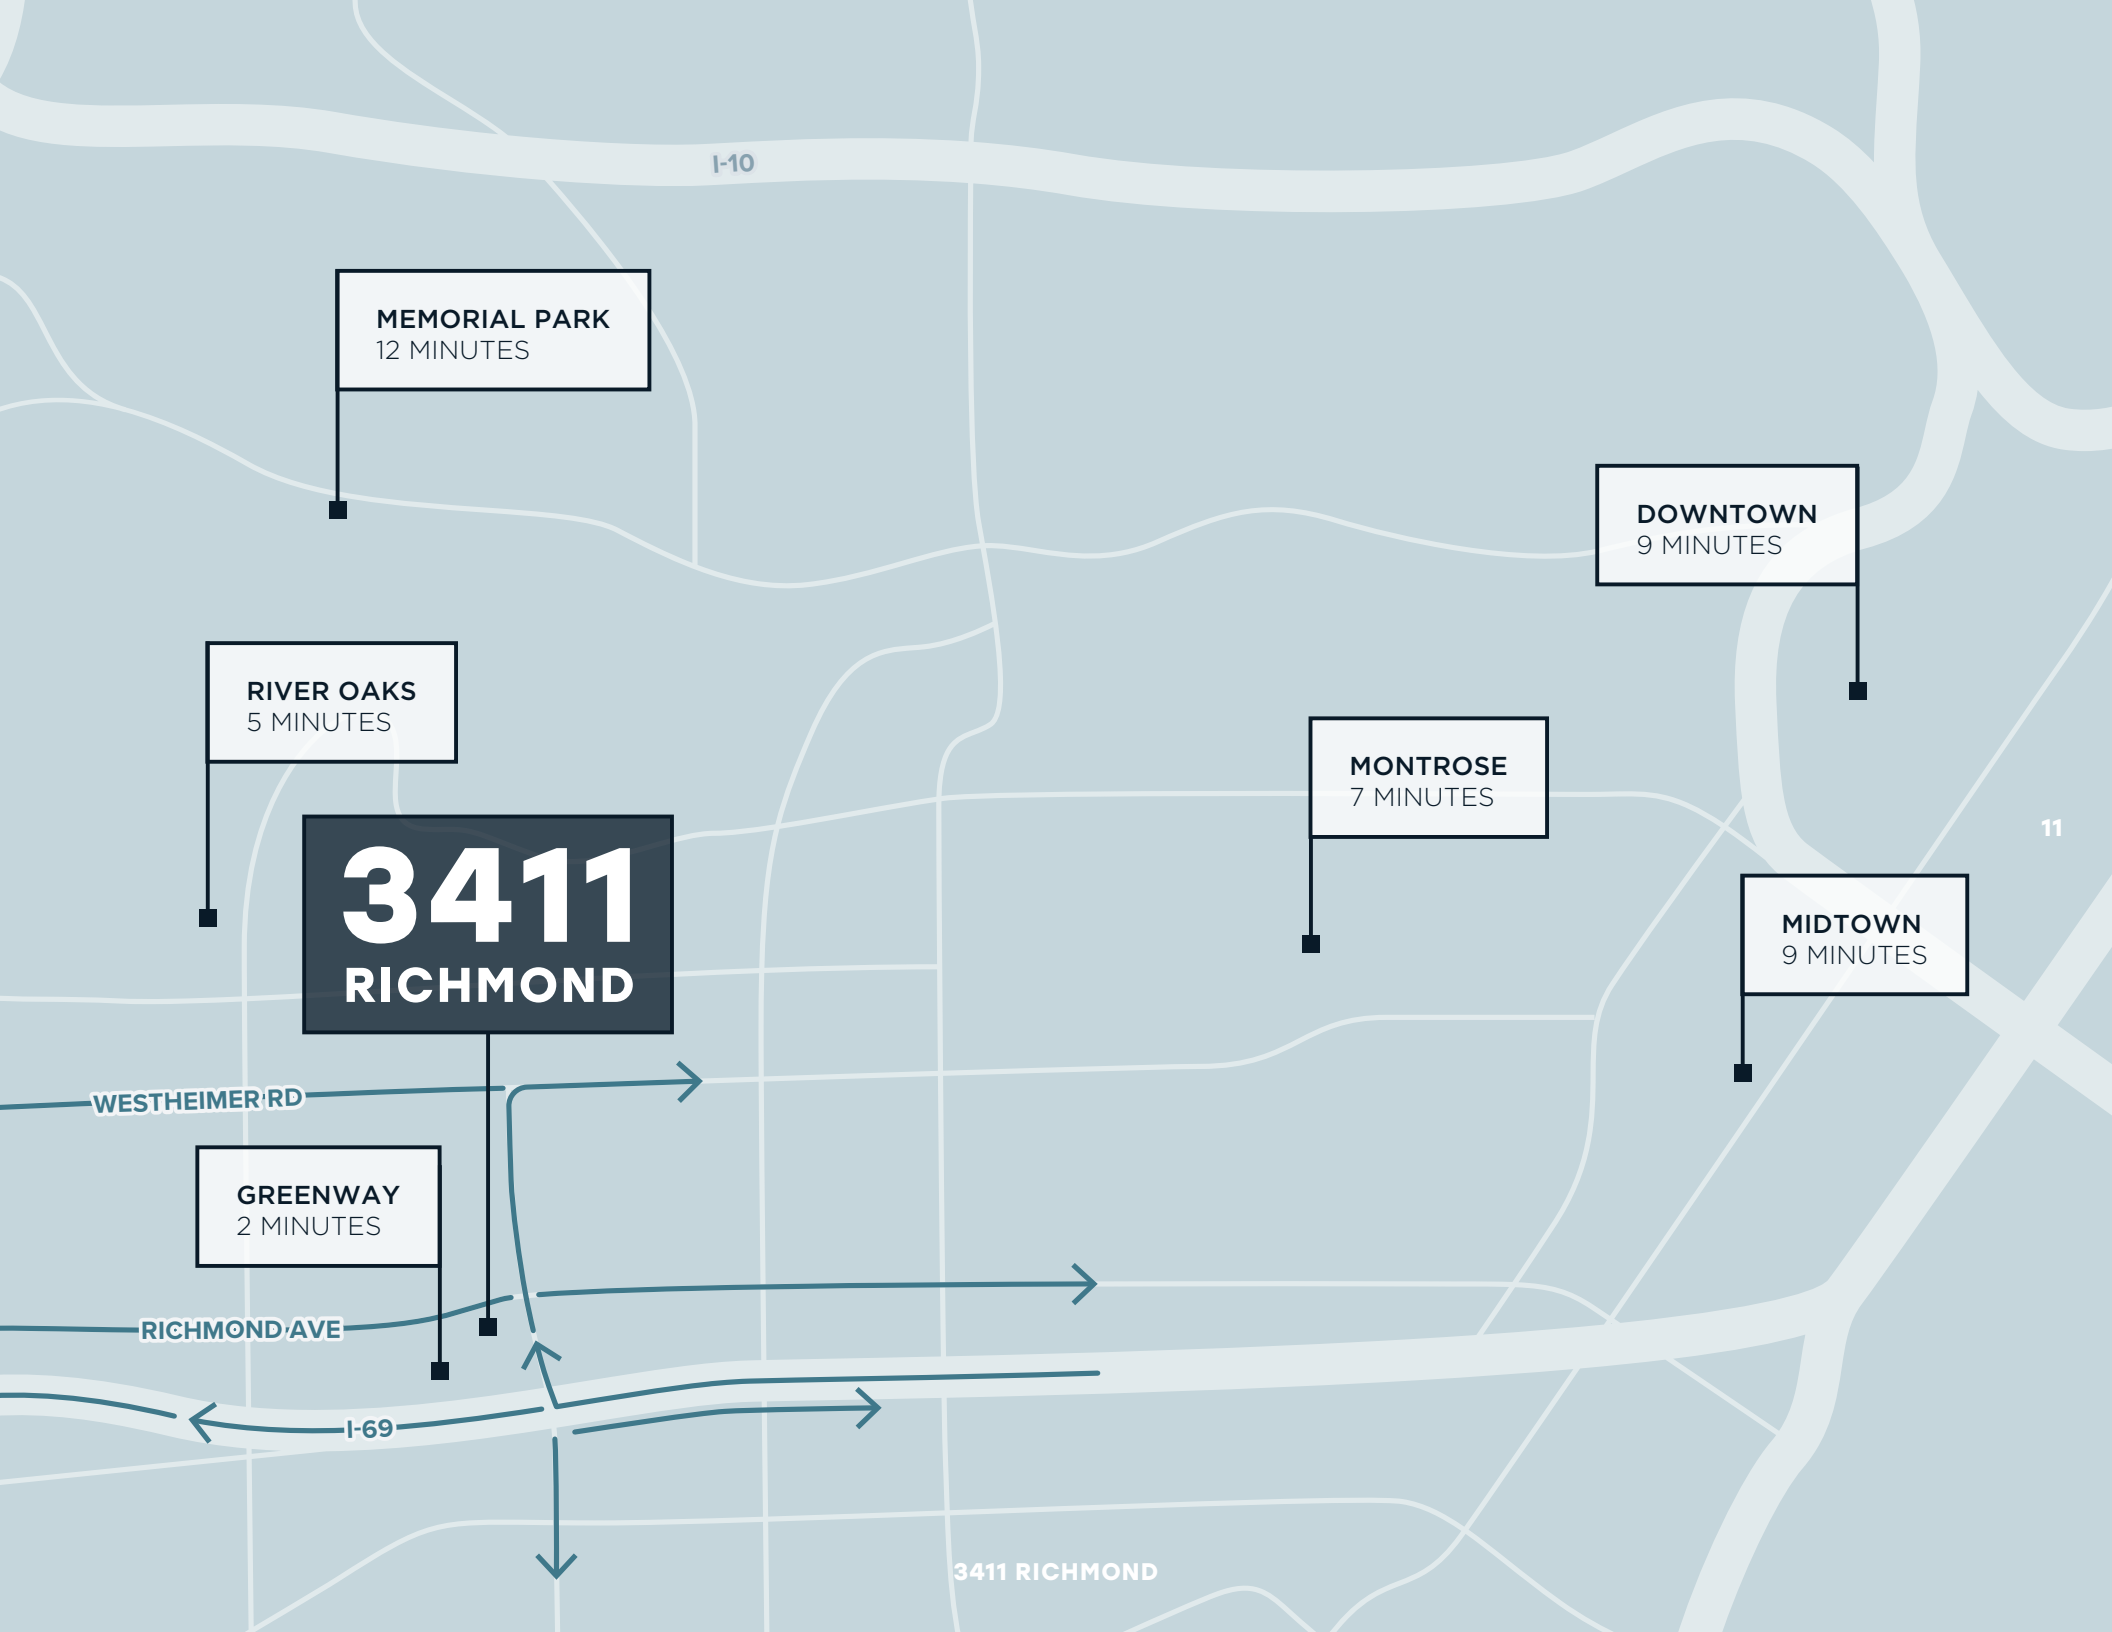 I-10
MEMORIAL PARK
12 MINUTES
DOWNTOWN
9 MINUTES
RIVER OAKS
5 MINUTES
MONTROSE
7 MINUTES
11
3411
RICHMOND
MIDTOWN
9 MINUTES
WESTHEIMER RD
GREENWAY
2 MINUTES
RICHMOND AVE
I-69
3411 RICHMOND